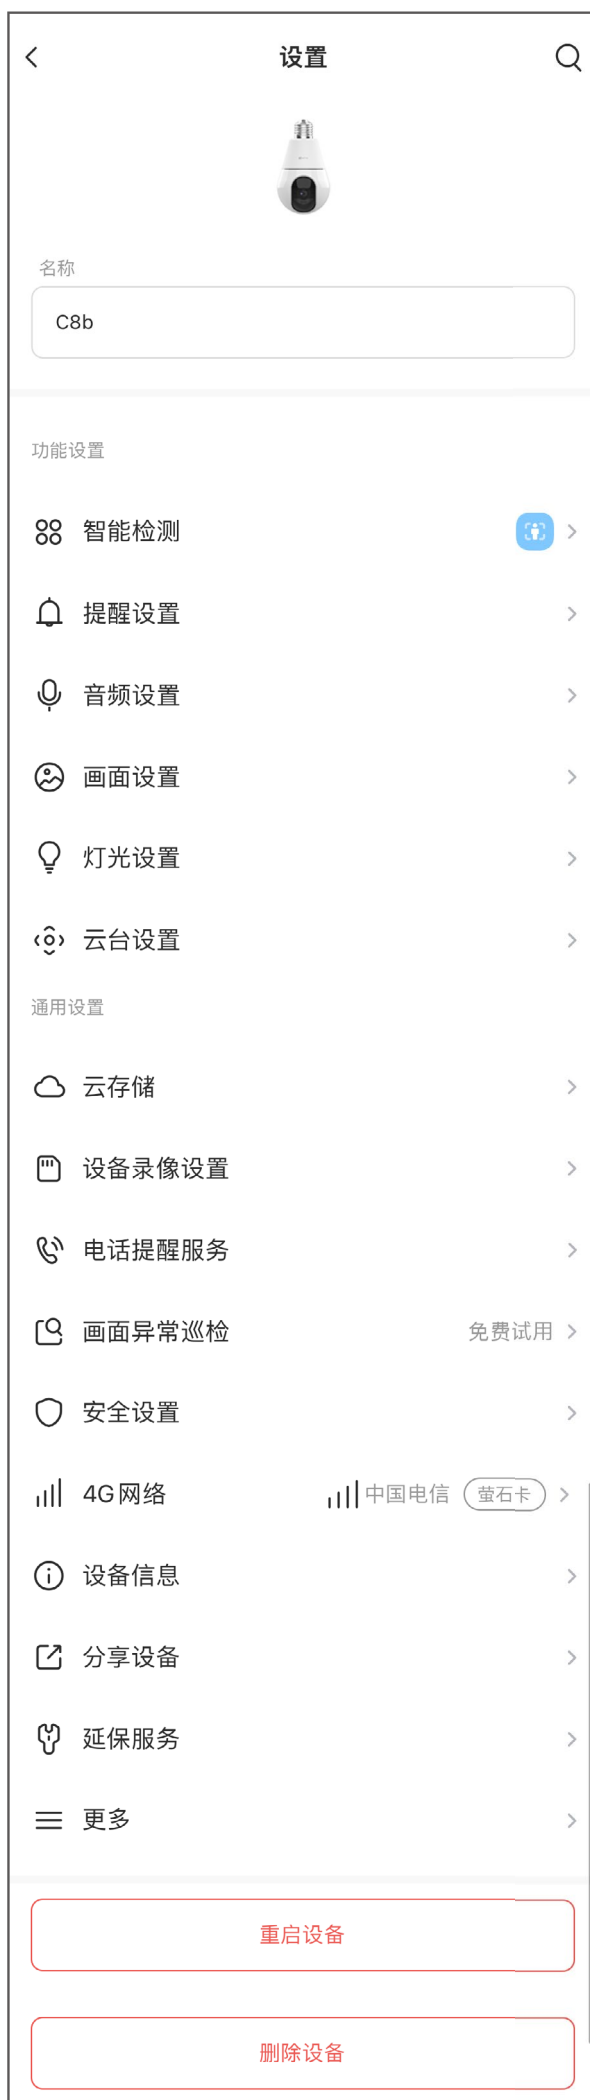 设置
名称
C8b
功能设置
智能检测
提醒设置
音频设置
画面设置
灯光设置
云台设置
通用设置
云存储
设备录像设置
电话提醒服务
画面异常巡检 免费试用
安全设置
4G网络 中国电信 萤石卡
设备信息
分享设备
延保服务
更多
重启设备
删除设备